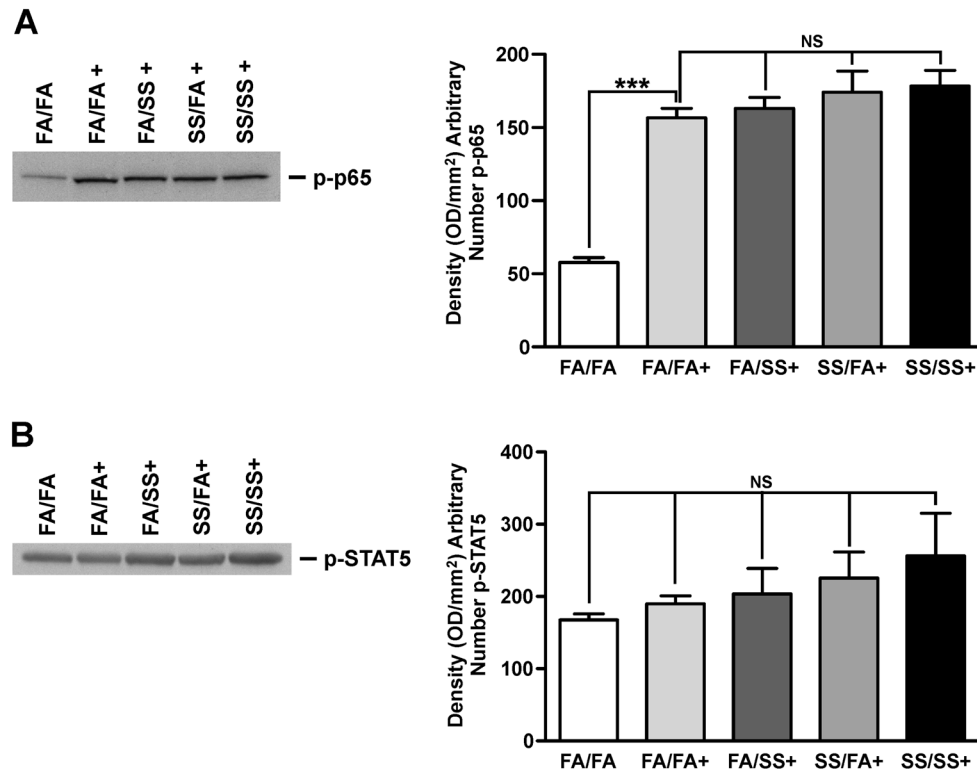 A
FA/FA
FA/FA +
FA/SS +
SS/FA +
SS/SS +
p-p65
Density (OD/mm²) Arbitrary
Number p-p65
200
150
100
50
0
***
NS
FA/FA FA/FA+ FA/SS+ SS/FA+ SS/SS+
B
FA/FA
FA/FA+
FA/SS+
SS/FA+
SS/SS+
p-STAT5
Density (OD/mm²) Arbitrary
Number p-STAT5
400
300
200
100
0
NS
FA/FA FA/FA+ FA/SS+ SS/FA+ SS/SS+